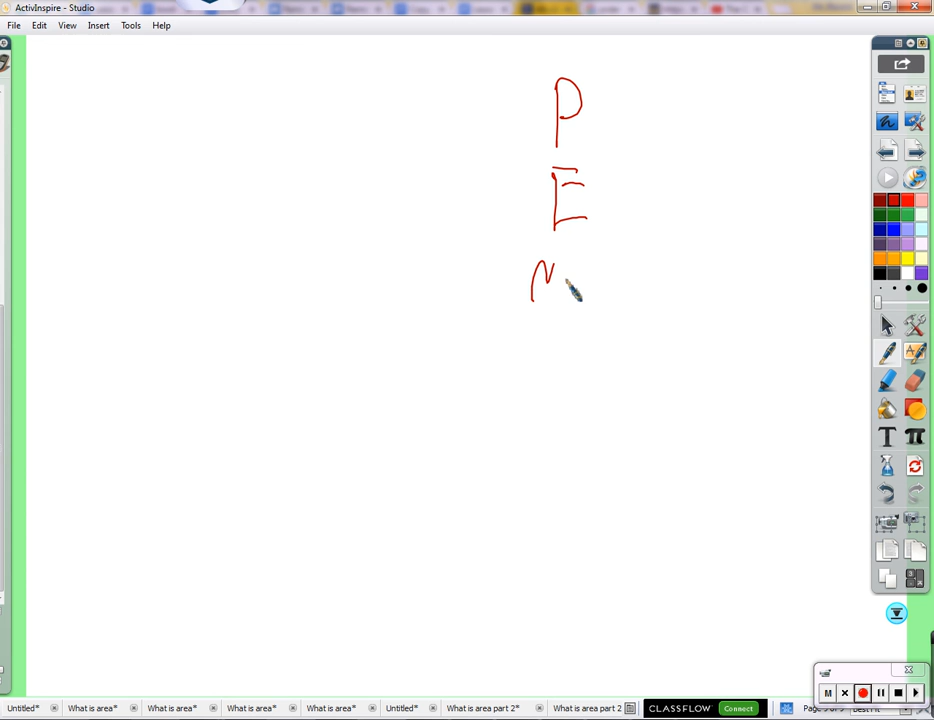 ActivInspire - Studio
File Edit View Insert Tools Help
P
E
Untitled* What is area* What is area* What is area* What is area* Untitled* What is area part 2* What is area part 2 CLASSFLOW Connect
M